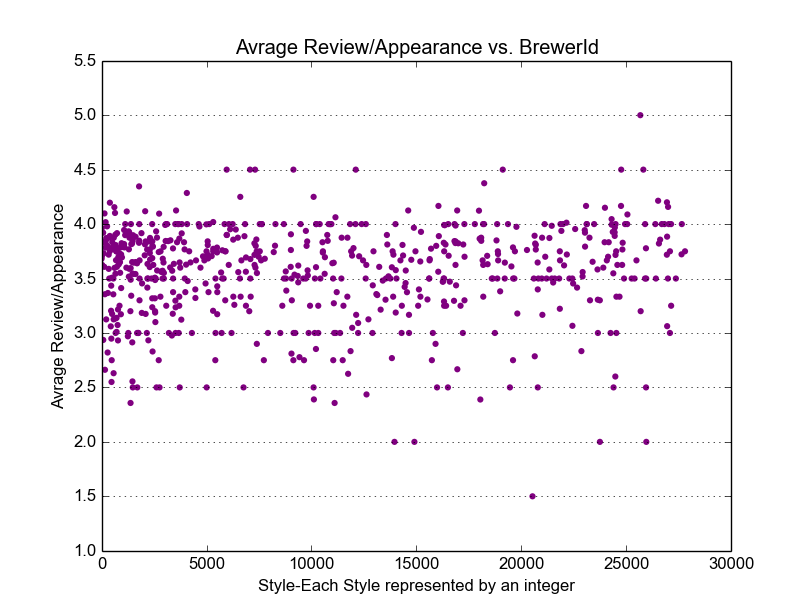 Avrage Review/Appearance vs. BrewerId
5.5
5.0
4.5
4.0
3.5
3.0
2.5
2.0
1.5
1.0
Avrage Review/Appearance
0 5000 10000 15000 20000 25000 30000
Style-Each Style represented by an integer